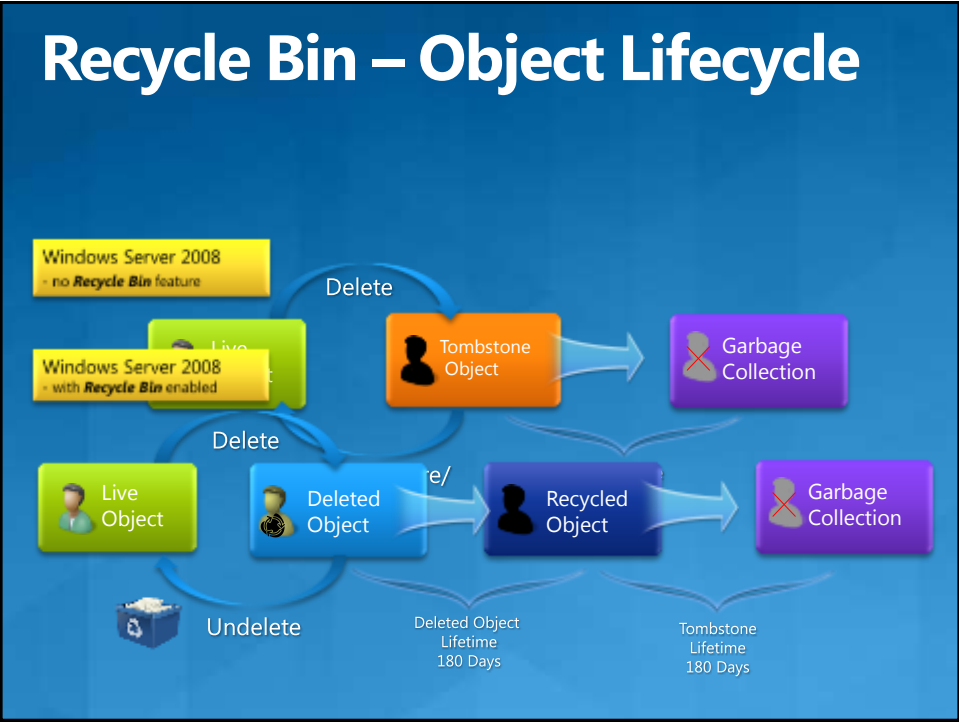 Recycle Bin – Object Lifecycle
Windows Server 2008
- no Recycle Bin feature
Delete
Live
Tombstone
Object
Garbage
Collection
Windows Server 2008
- with Recycle Bin enabled
Delete
re/
Live
Object
Deleted
Object
Recycled
Object
Garbage
Collection
Undelete
Deleted Object
Lifetime
180 Days
Tombstone
Lifetime
180 Days